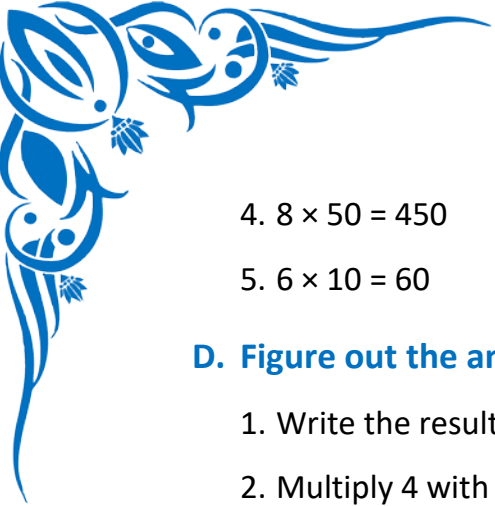 4. 8 × 50 = 450
5. 6 × 10 = 60
D. Figure out the
1. Write the result
2. Multiply 4 with